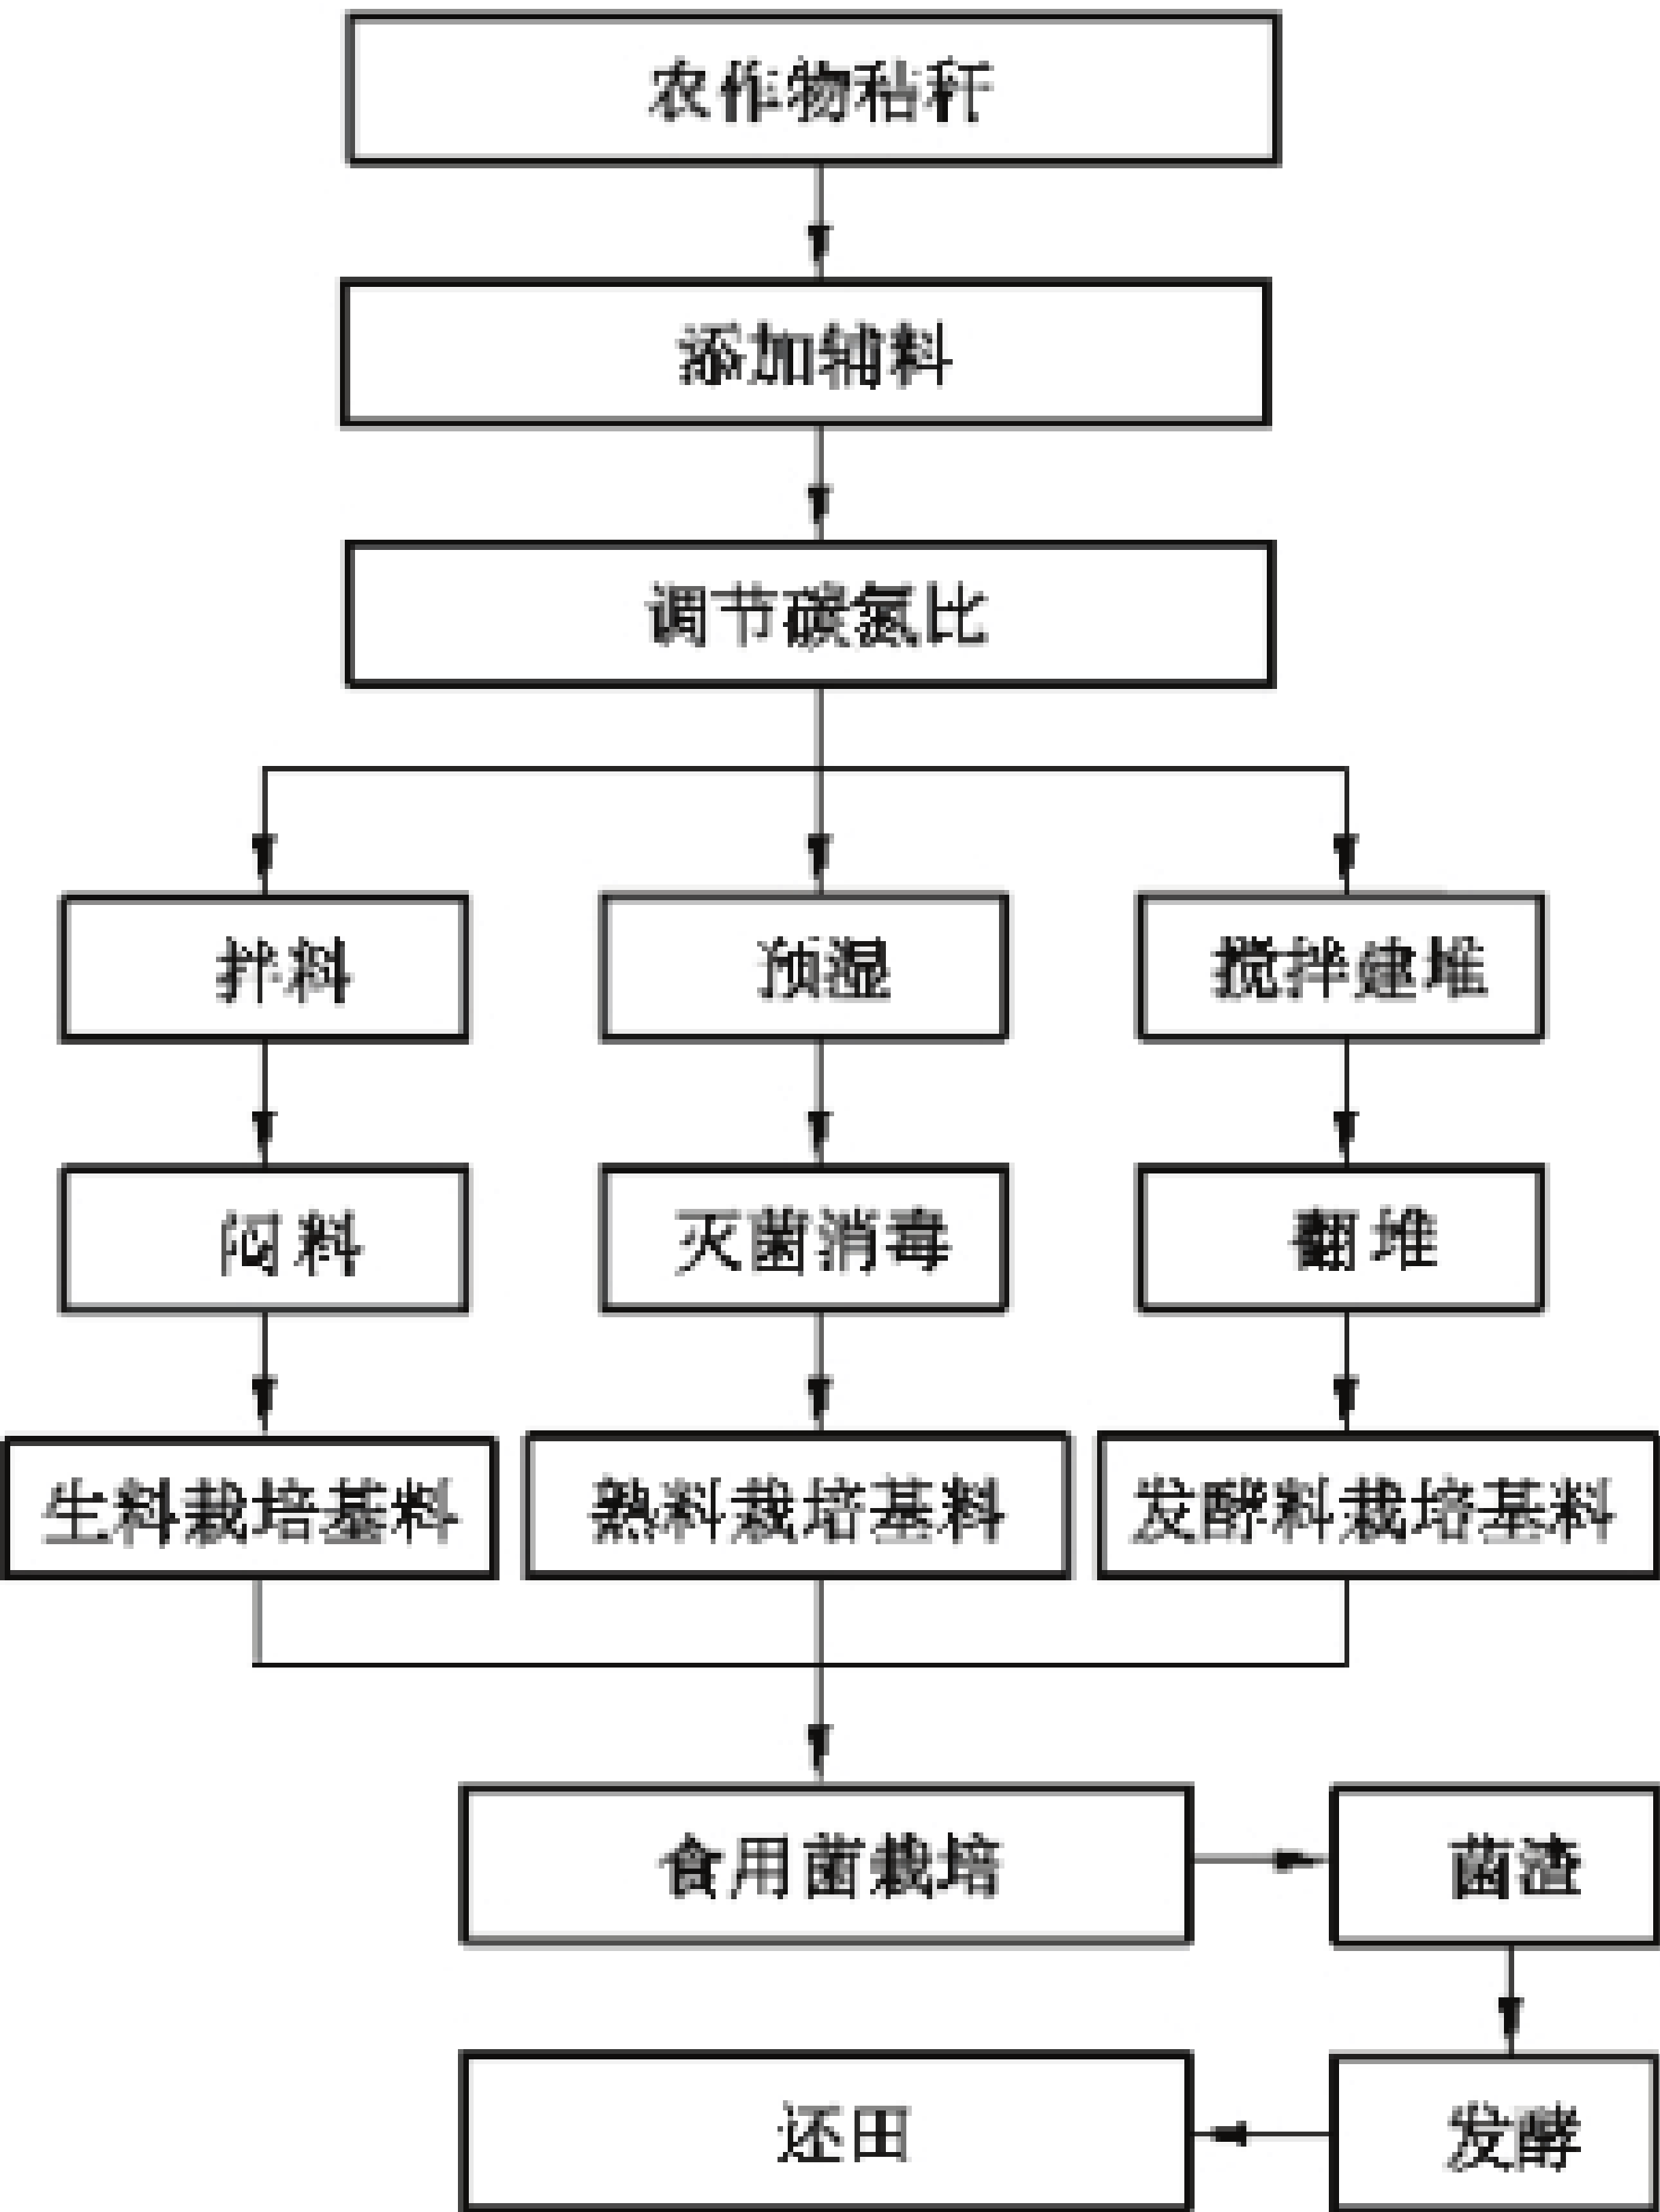 农作物秸秆
添加辅料
调节碳氮比
拌料 预湿 搅拌建堆
闷料 灭菌消毒 翻堆
生料栽培基料 熟料栽培基料 发酵料栽培基料
食用菌栽培 菌渣
还田 发酵